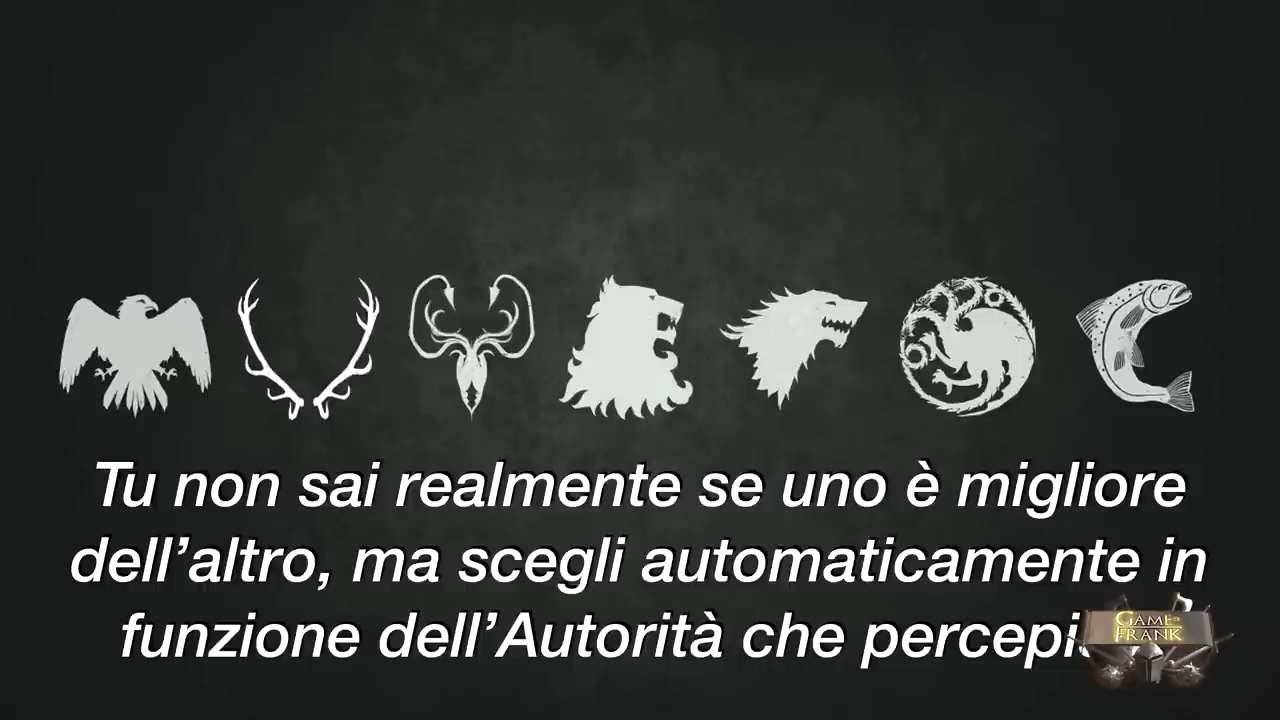 Tu non sai realmente se uno è migliore
dell’altro, ma scegli automaticamente in
funzione dell’Autorità che
GAME OF
FRANK